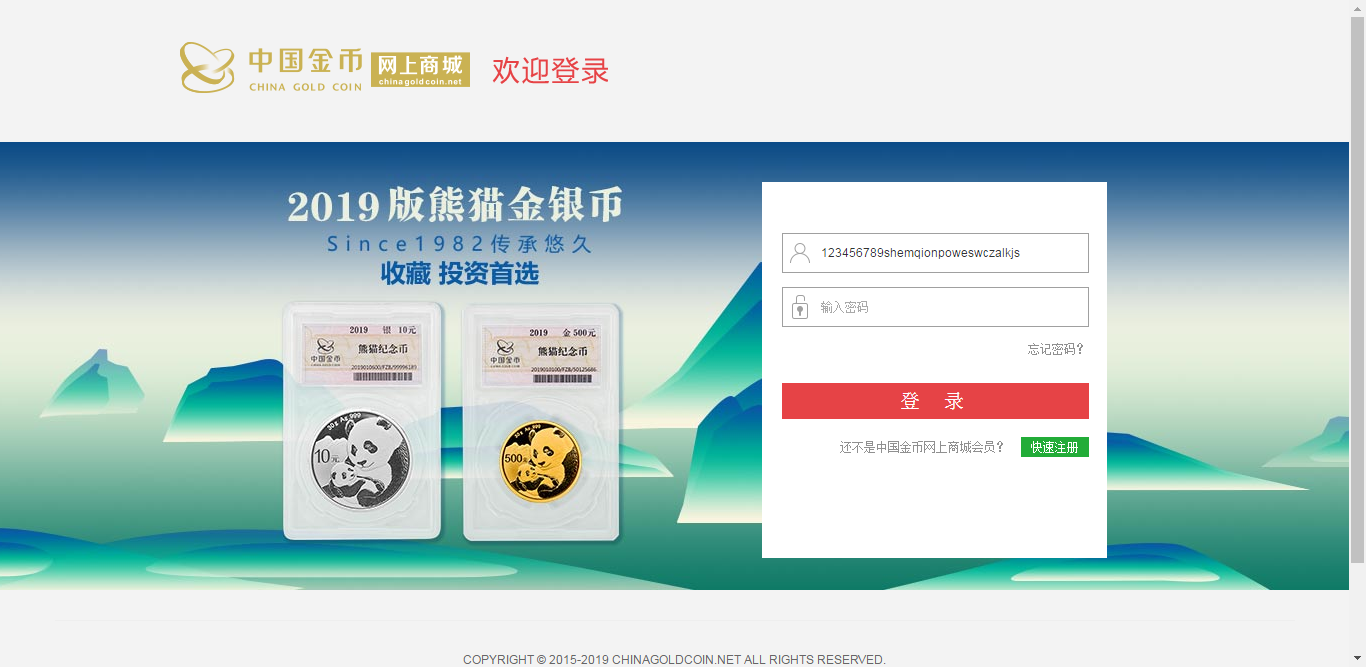 中国金币
CHINA GOLD COIN
网上商城
chinagoldcoin.net
欢迎登录
2019版熊猫金银币
Since1982传承悠久
收藏 投资首选
2019 银 10元
中国金币
熊猫纪念币
30g Ag.999
10元
2019 金 500元
中国金币
熊猫纪念币
30g Au.999
500元
123456789shemqionpoweswczalkjs
输入密码
忘记密码?
登 录
还不是中国金币网上商城会员?
快速注册
COPYRIGHT © 2015-2019 CHINAGOLDCOIN.NET ALL RIGHTS RESERVED.